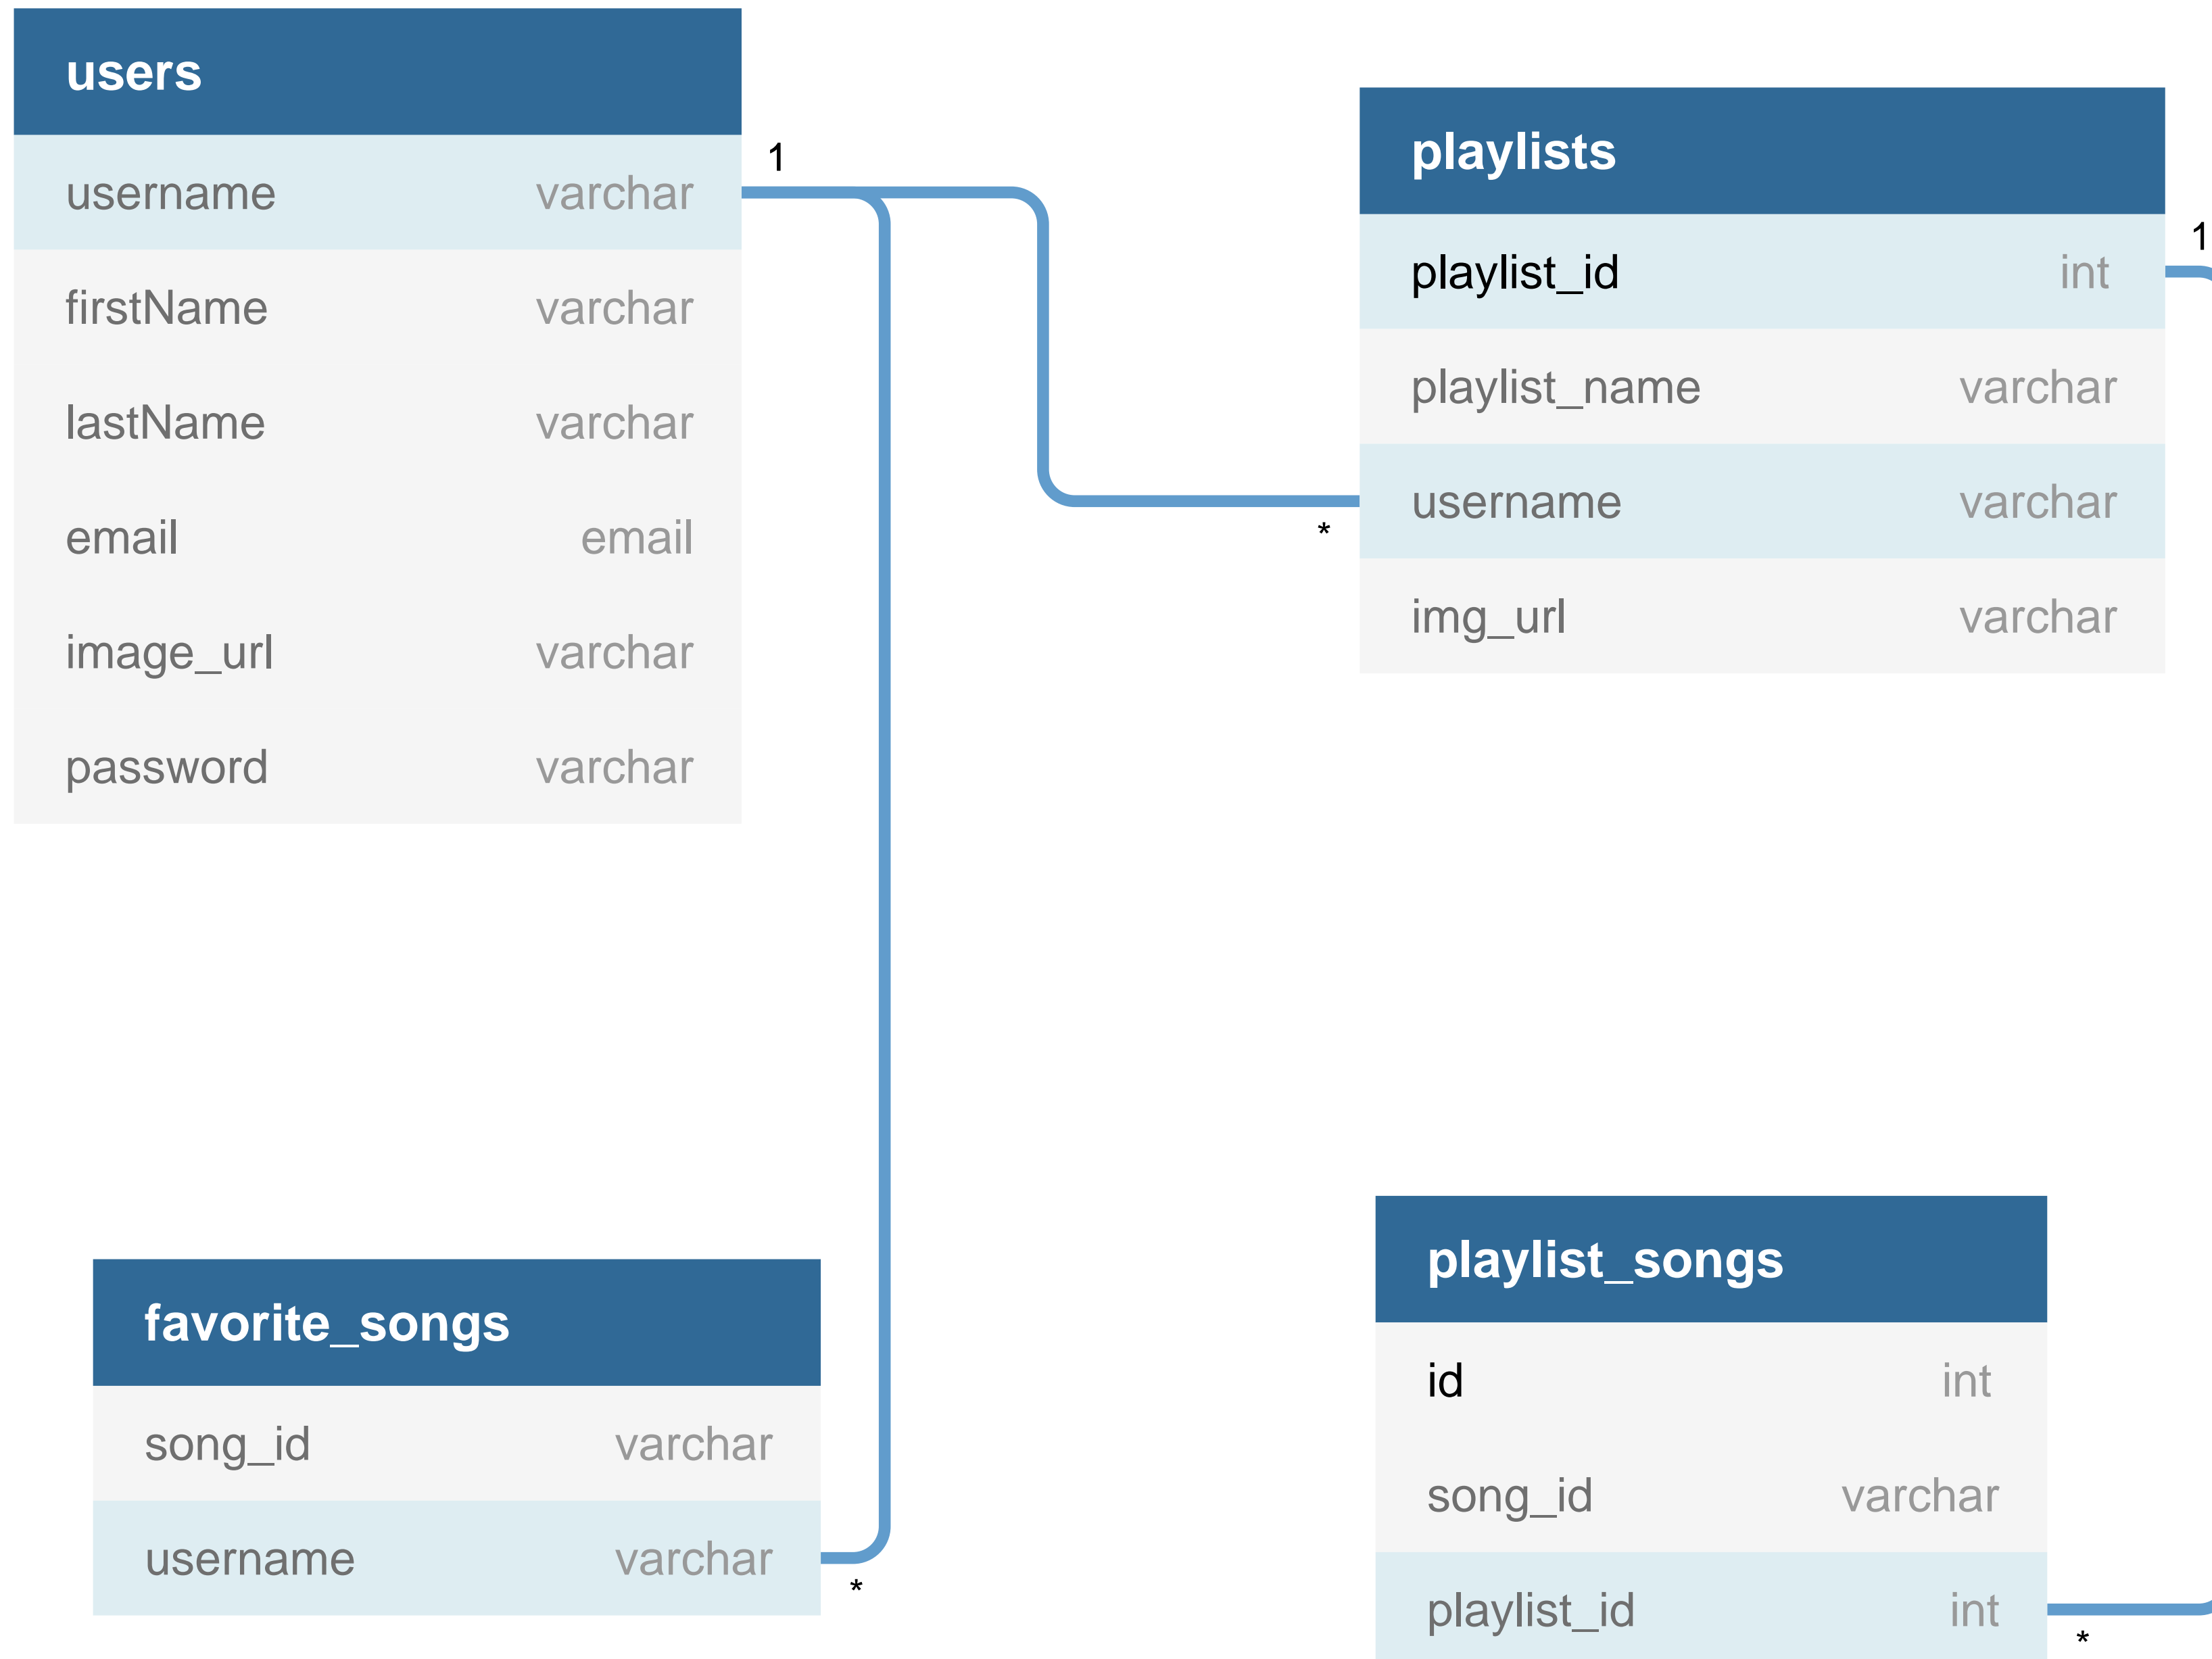 users
username varchar
firstName varchar
lastName varchar
email email
image_url varchar
password varchar
1
playlists
playlist_id int
playlist_name varchar
username varchar
img_url varchar
1
*
favorite_songs
song_id varchar
username varchar
*
playlist_songs
id int
song_id varchar
playlist_id int
*